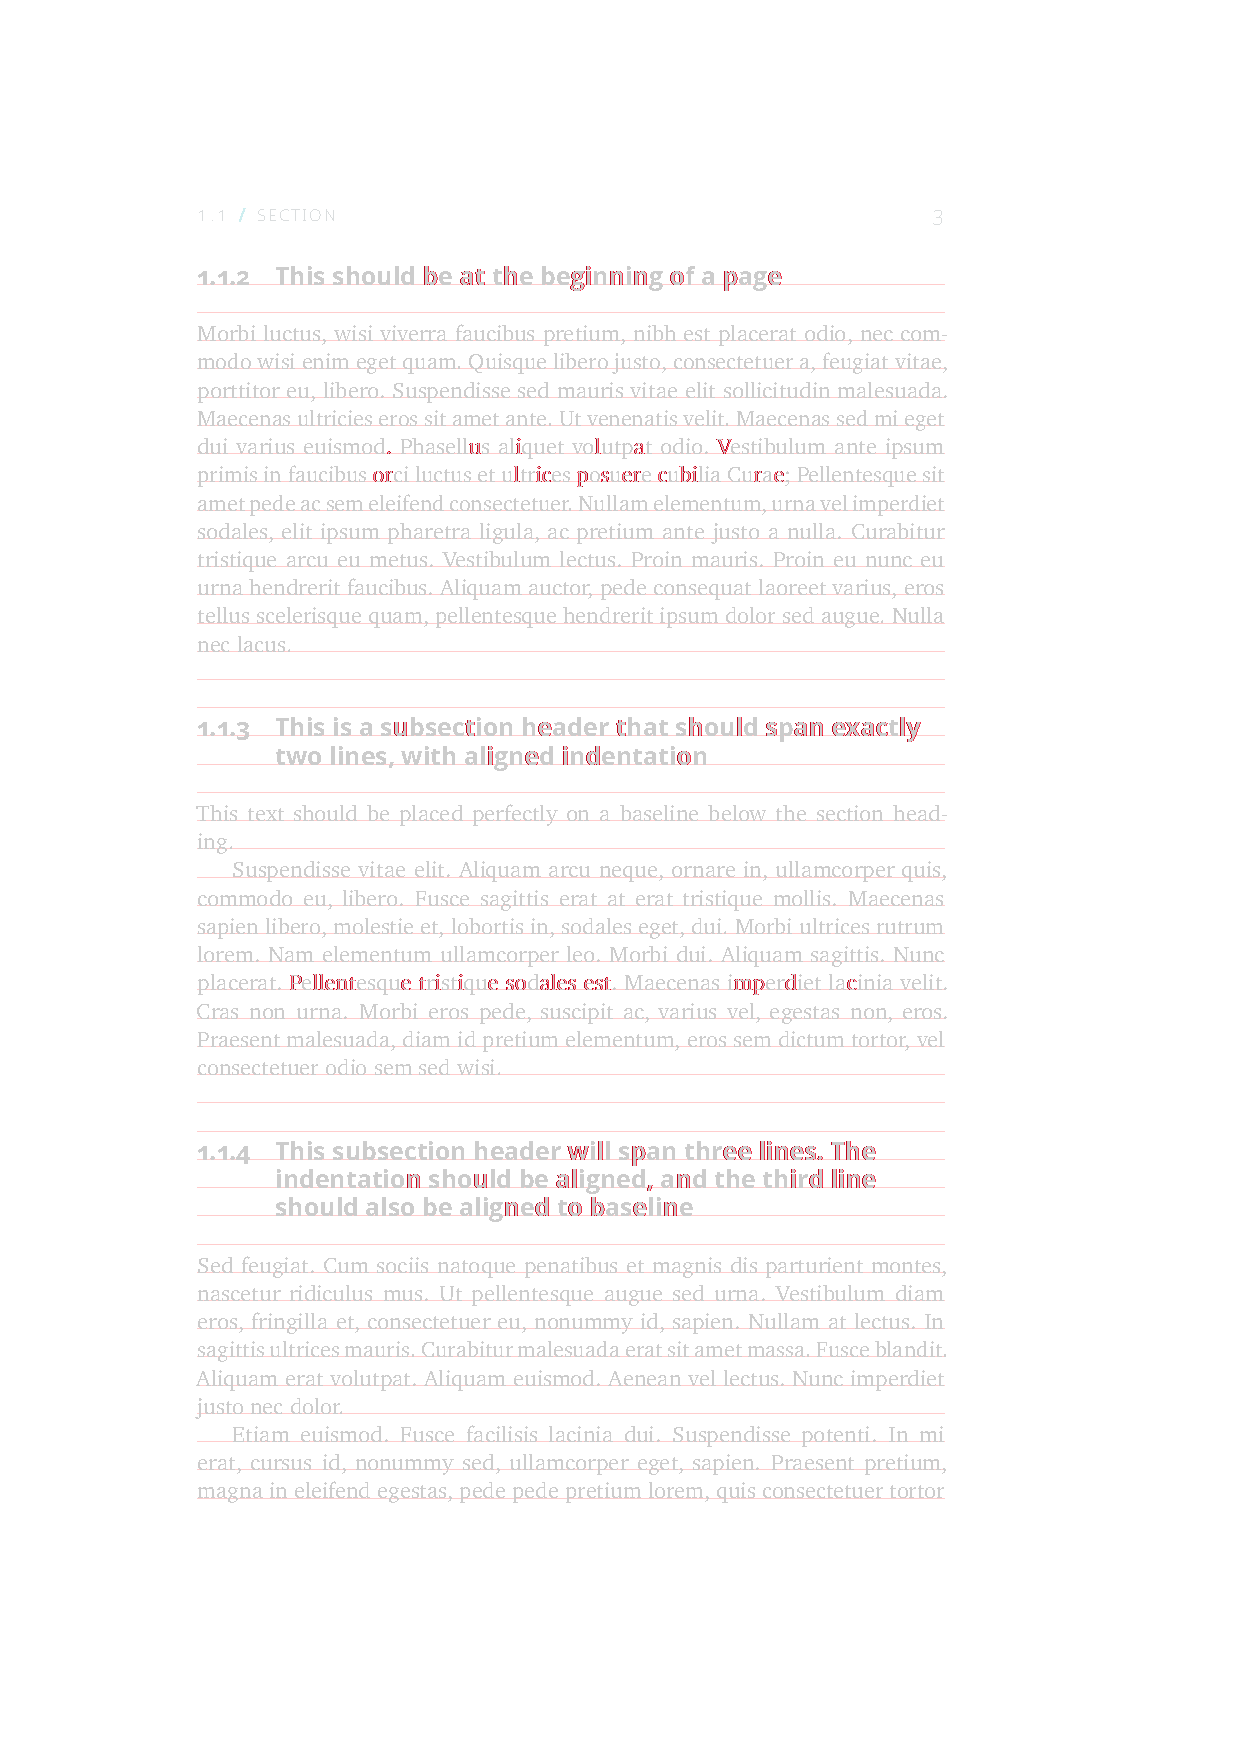 1.1 / SECTION 3
1.1.2 This should be at the beginning of a page
Morbi luctus, wisi viverra faucibus pretium, nibh est placerat odio, nec com-
modo wisi enim eget quam. Quisque libero justo, consectetuer a, feugiat vitae,
porttitor eu, libero. Suspendisse sed mauris vitae elit sollicitudin malesuada.
Maecenas ultricies eros sit amet ante. Ut venenatis velit. Maecenas sed mi eget
dui varius euismod. Phasellus aliquet volutpat odio. Vestibulum ante ipsum
primis in faucibus orci luctus et ultrices posuere cubilia Curae; Pellentesque sit
amet pede ac sem eleifend consectetuer. Nullam elementum, urna vel imperdiet
sodales, elit ipsum pharetra ligula, ac pretium ante justo a nulla. Curabitur
tristique arcu eu metus. Vestibulum lectus. Proin mauris. Proin eu nunc eu
urna hendrerit faucibus. Aliquam auctor, pede consequat laoreet varius, eros
tellus scelerisque quam, pellentesque hendrerit ipsum dolor sed augue. Nulla
nec lacus.
1.1.3 This is a subsection header that should span exactly
two lines, with aligned indentation
This text should be placed perfectly on a baseline below the section head-
ing.
Suspendisse vitae elit. Aliquam arcu neque, ornare in, ullamcorper quis,
commodo eu, libero. Fusce sagittis erat at erat tristique mollis. Maecenas
sapien libero, molestie et, lobortis in, sodales eget, dui. Morbi ultrices rutrum
lorem. Nam elementum ullamcorper leo. Morbi dui. Aliquam sagittis. Nunc
placerat. Pellentesque tristique sodales est. Maecenas imperdiet lacinia velit.
Cras non urna. Morbi eros pede, suscipit ac, varius vel, egestas non, eros.
Praesent malesuada, diam id pretium elementum, eros sem dictum tortor, vel
consectetuer odio sem sed wisi.
1.1.4 This subsection header will span three lines. The
indentation should be aligned, and the third line
should also be aligned to baseline
Sed feugiat. Cum sociis natoque penatibus et magnis dis parturient montes,
nascetur ridiculus mus. Ut pellentesque augue sed urna. Vestibulum diam
eros, fringilla et, consectetuer eu, nonummy id, sapien. Nullam at lectus. In
sagittis ultrices mauris. Curabitur malesuada erat sit amet massa. Fusce blandit.
Aliquam erat volutpat. Aliquam euismod. Aenean vel lectus. Nunc imperdiet
justo nec dolor.
Etiam euismod. Fusce facilisis lacinia dui. Suspendisse potenti. In mi
erat, cursus id, nonummy sed, ullamcorper eget, sapien. Praesent pretium,
magna in eleifend egestas, pede pede pretium lorem, quis consectetuer tortor